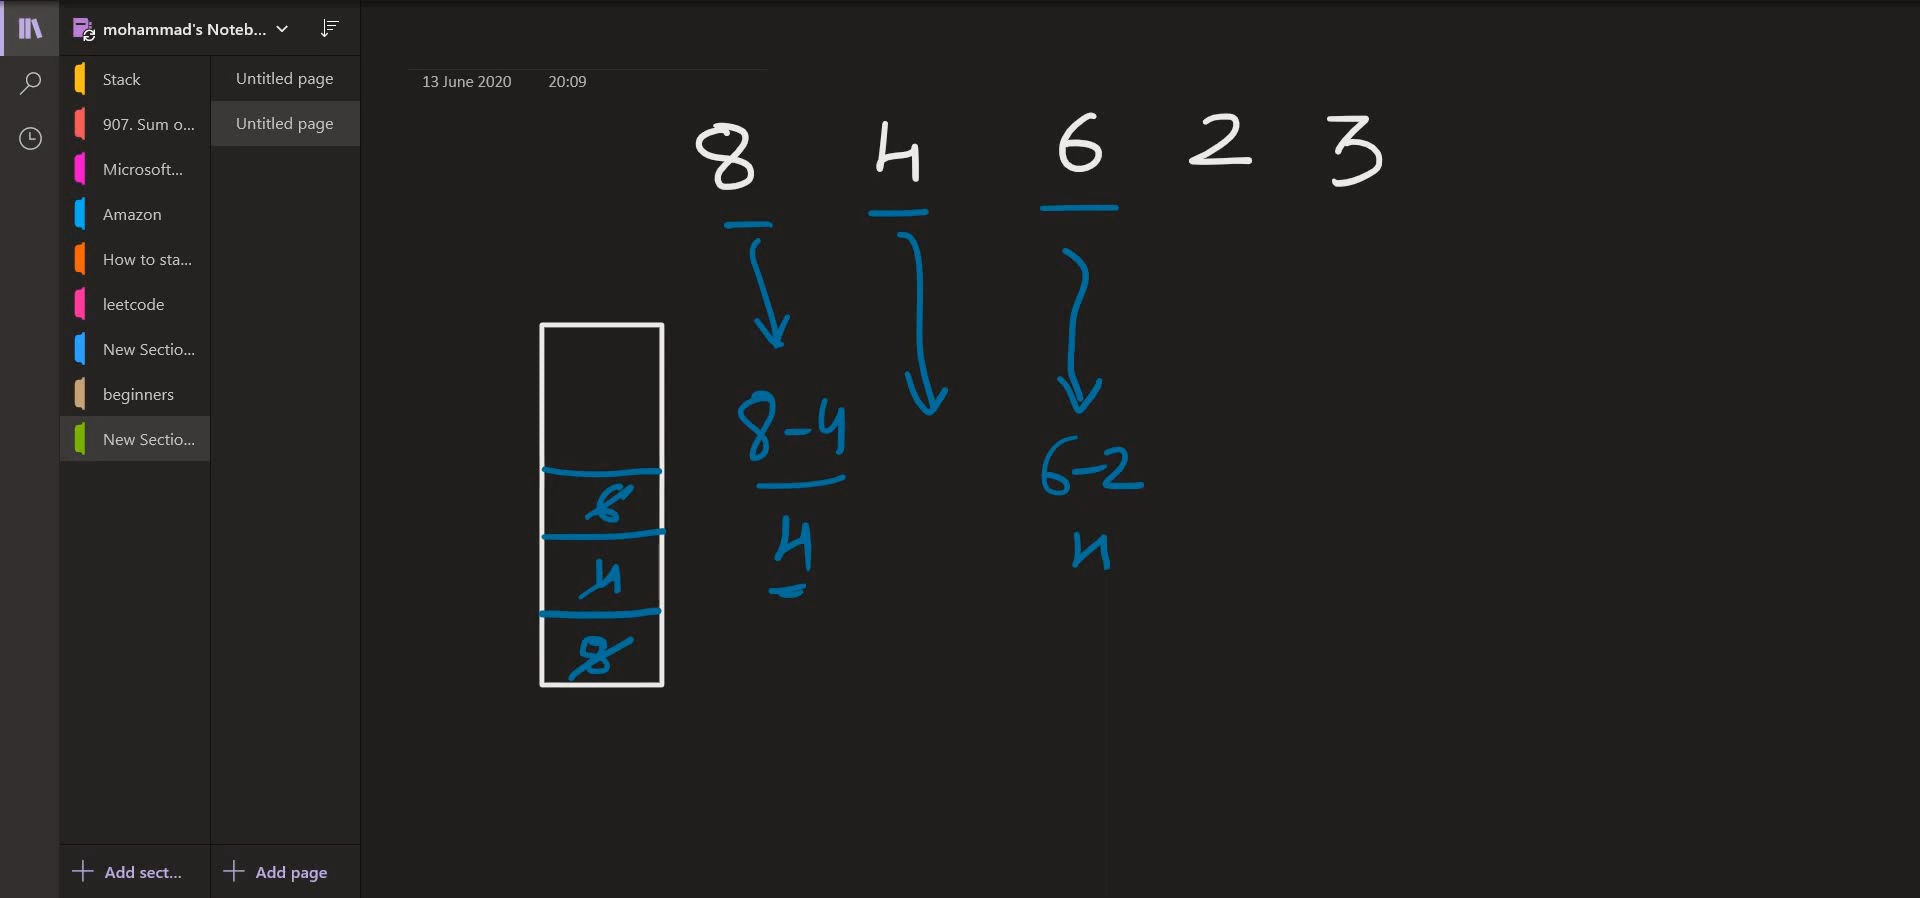 mohammad's Noteb...
Stack
907. Sum o...
Microsoft...
Amazon
How to sta...
leetcode
New Sectio...
beginners
New Sectio...
Add sect...
Untitled page
Untitled page
Add page
13 June 2020 20:09
8 4 6 2 3
8-4
4
6-2
4
6
4
8